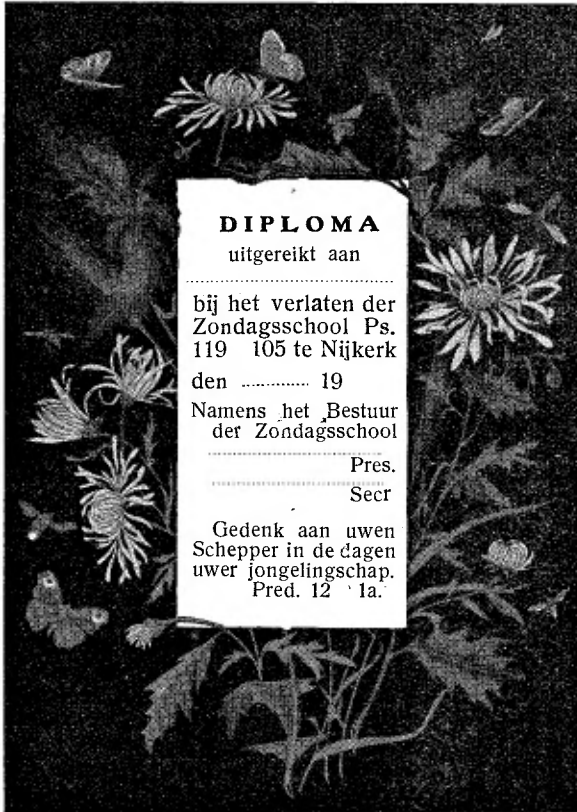 DIPLOMA
uitgereikt aan
bij het verlaten der
Zondagsschool Ps.
119 105 te Nijkerk
den ............ 19
Namens het Bestuur
der Zondagsschool
Pres.
Secr
Gedenk aan uwen
Schepper in de dagen
uwer jongelingschap.
Pred. 12 1a.